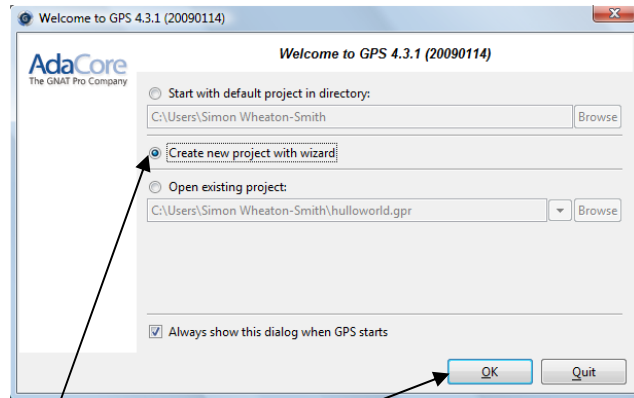 Welcome to GPS 4.3.1 (20090114)
AdaCore
The GNAT Pro Company
Welcome to GPS 4.3.1 (20090114)
Start with default project in directory:
C:\Users\Simon Wheaton-Smith
Browse
Create new project with wizard
Open existing project:
C:\Users\Simon Wheaton-Smith\hulloworld.gpr
Browse
Always show this dialog when GPS starts
OK
Quit